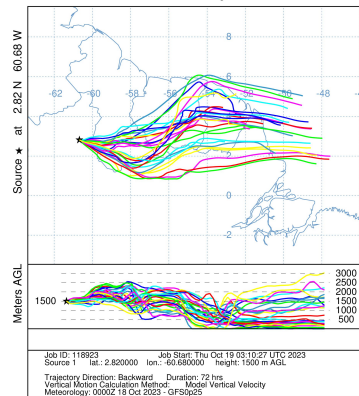 8
-62 -60 -58 -56 -54 -52 -50 -48
6
0
-2
Source ★ at 2.82 N 60.68 W
Meters AGL
1500
3000
2500
2000
1500
1000
500
Job ID: 118923 Job Start: Thu Oct 19 03:10:27 UTC 2023
Source 1 lat.: 2.820000 lon.: -60.680000 height: 1500 m AGL
Trajectory Direction: Backward Duration: 72 hrs
Vertical Motion Calculation Method: Model Vertical Velocity
Meteorology: 0000Z 18 Oct 2023 - GFS0p25